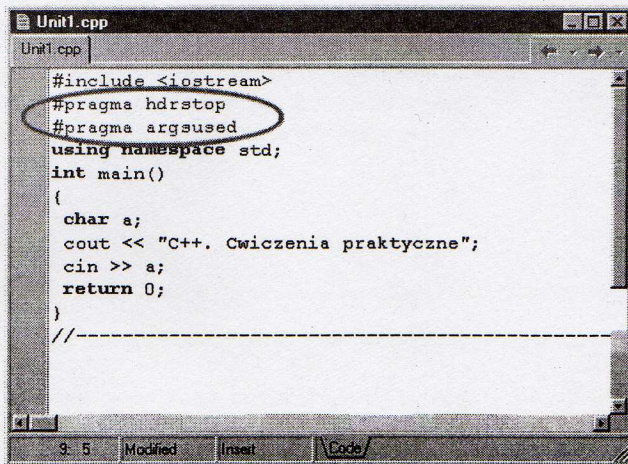 Unit1.cpp
Unit1.cpp
#include <iostream>
#pragma hdrstop
#pragma argsused
using namespace std;
int main()
{
char a;
cout << "C++. Cwiczenia praktyczne";
cin >> a;
return 0;
}
//------------------------------------------
9: 5 Modified Insert \Code/